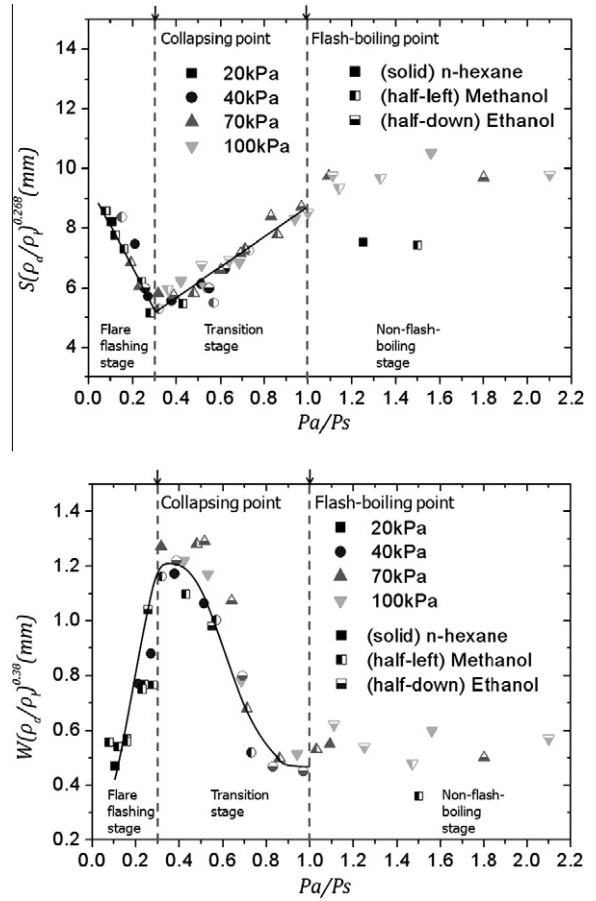 15
12
10
8
6
4
S(ρa/ρl)^0.268(mm)
Collapsing point
Flash-boiling point
20kPa
40kPa
70kPa
100kPa
(solid) n-hexane
(half-left) Methanol
(half-down) Ethanol
Flare
flashing
stage
Transition
stage
Non-flash-
boiling stage
0.0 0.2 0.4 0.6 0.8 1.0 1.2 1.4 1.6 1.8 2.0 2.2
Pa/Ps
1.4
1.2
1.0
0.8
0.6
0.4
0.2
W(ρa/ρl)^0.38(mm)
Collapsing point
Flash-boiling point
20kPa
40kPa
70kPa
100kPa
(solid) n-hexane
(half-left) Methanol
(half-down) Ethanol
Flare
flashing
stage
Transition
stage
Non-flash-
boiling
stage
0.0 0.2 0.4 0.6 0.8 1.0 1.2 1.4 1.6 1.8 2.0 2.2
Pa/Ps